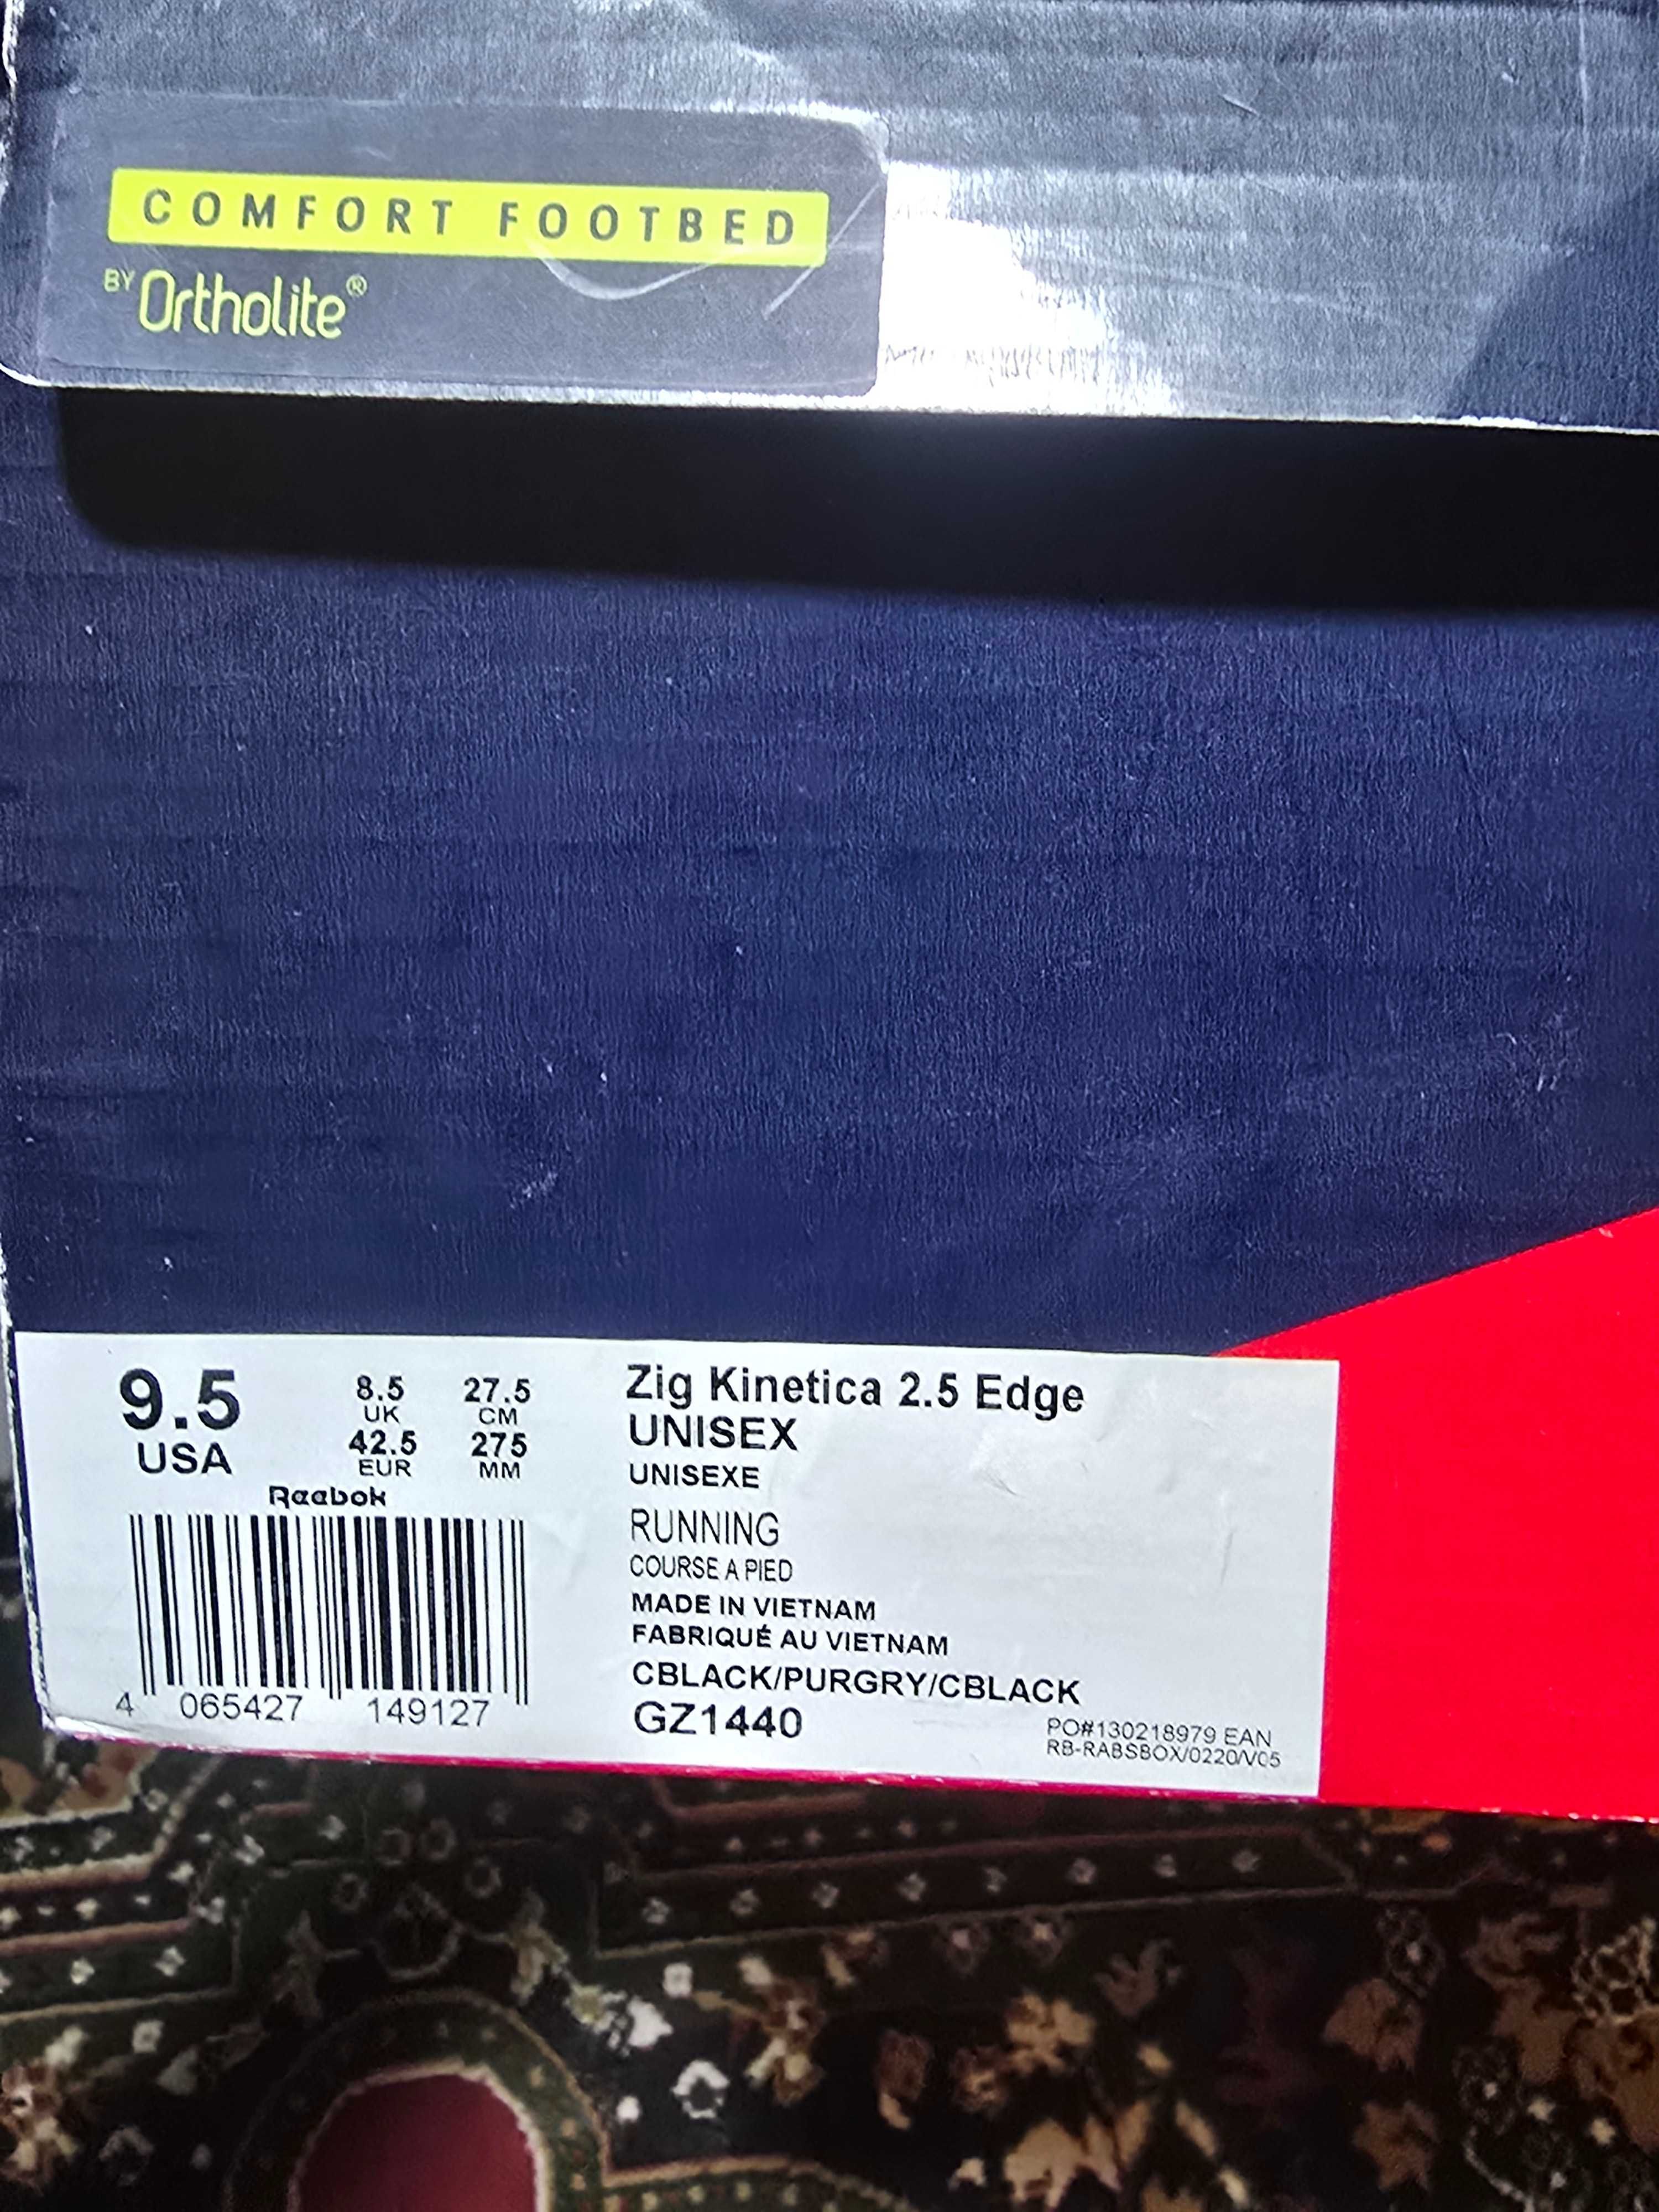 COMFORT FOOTBED
BY Ortholite®
9.5
USA
8.5
UK
42.5
EUR
27.5
CM
275
MM
Reebok
4 065427 149127
Zig Kinetica 2.5 Edge
UNISEX
UNISEXE
RUNNING
COURSE A PIED
MADE IN VIETNAM
FABRIQUÉ AU VIETNAM
CBLACK/PURGRY/CBLACK
GZ1440
PO#130218979 EAN
RB-RABSBOX/0220/V05